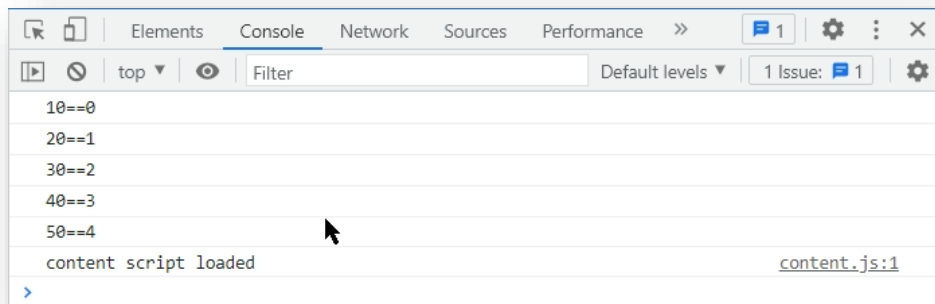 Elements Console Network Sources Performance » 1
top ▼ Filter Default levels ▼ 1 Issue: 1
10==0
20==1
30==2
40==3
50==4
content script loaded content.js:1
>